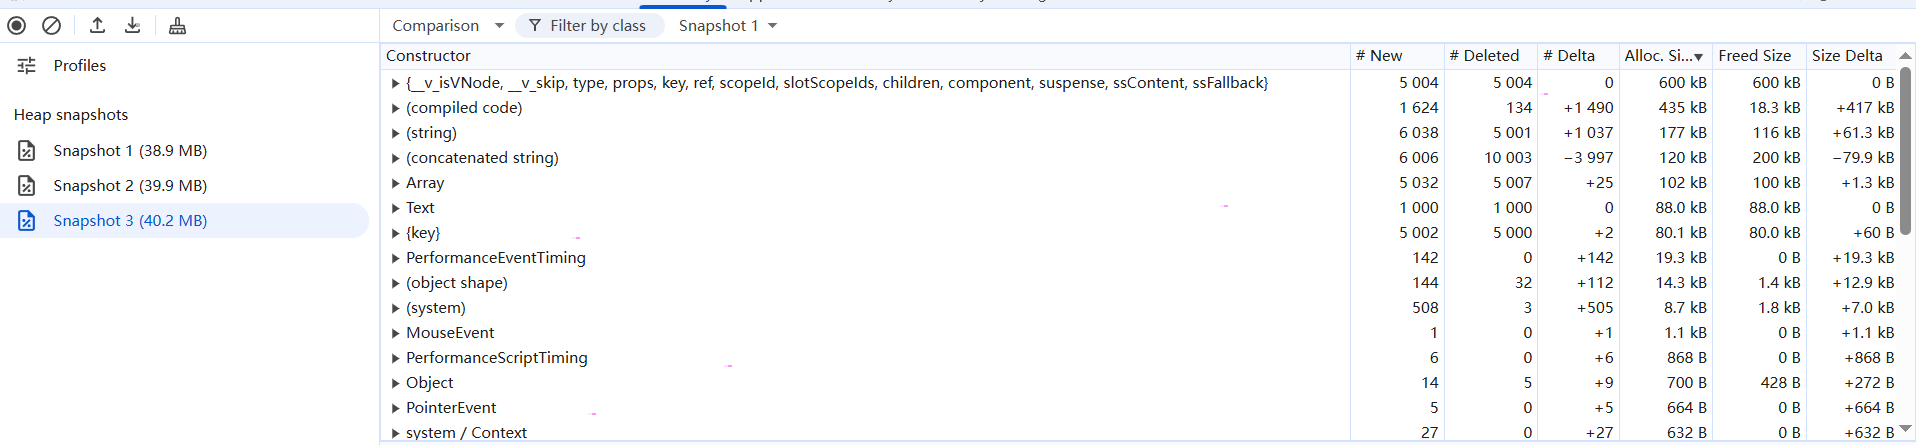 Comparison Filter by class Snapshot 1
Profiles
Heap snapshots
Snapshot 1 (38.9 MB)
Snapshot 2 (39.9 MB)
Snapshot 3 (40.2 MB)
Constructor # New # Deleted # Delta Alloc. Si... Freed Size Size Delta
{__v_isVNode, __v_skip, type, props, key, ref, scopeId, slotScopeIds, children, component, suspense, ssContent, ssFallback} 5 004 5 004 0 600 kB 600 kB 0 B
(compiled code) 1 624 134 +1 490 435 kB 18.3 kB +417 kB
(string) 6 038 5 001 +1 037 177 kB 116 kB +61.3 kB
(concatenated string) 6 006 10 003 −3 997 120 kB 200 kB −79.9 kB
Array 5 032 5 007 +25 102 kB 100 kB +1.3 kB
Text 1 000 1 000 0 88.0 kB 88.0 kB 0 B
{key} 5 002 5 000 +2 80.1 kB 80.0 kB +60 B
PerformanceEventTiming 142 0 +142 19.3 kB 0 B +19.3 kB
(object shape) 144 32 +112 14.3 kB 1.4 kB +12.9 kB
(system) 508 3 +505 8.7 kB 1.8 kB +7.0 kB
MouseEvent 1 0 +1 1.1 kB 0 B +1.1 kB
PerformanceScriptTiming 6 0 +6 868 B 0 B +868 B
Object 14 5 +9 700 B 428 B +272 B
PointerEvent 5 0 +5 664 B 0 B +664 B
system / Context 27 0 +27 632 B 0 B +632 B